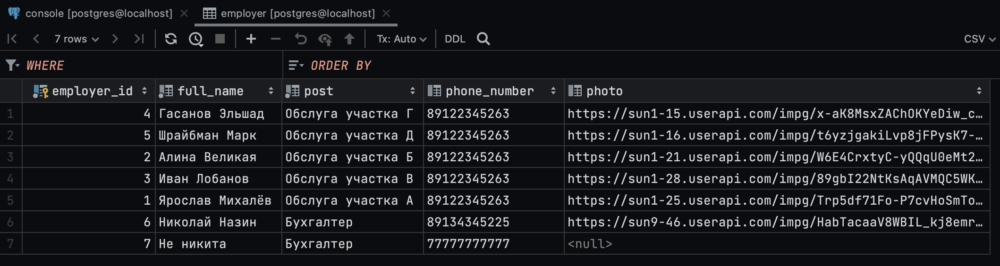 console [postgres@localhost] employer [postgres@localhost]
7 rows Tx: Auto DDL CSV
WHERE ORDER BY
employer_id full_name post phone_number photo
1 4 Гасанов Эльшад Обслуга участка Г 89122345263 https://sun1-15.userapi.com/impg/x-aK8MsxZAChOKYeDiw_c…
2 5 Шрайбман Марк Обслуга участка Д 89122345263 https://sun1-16.userapi.com/impg/t6yzjgakiLvp8jFPysK7-…
3 2 Алина Великая Обслуга участка Б 89122345263 https://sun1-21.userapi.com/impg/W6E4CrxtyC-yQQqU0eMt2…
4 3 Иван Лобанов Обслуга участка В 89122345263 https://sun1-28.userapi.com/impg/89gbI22NtKsAqAVMQC5WK…
5 1 Ярослав Михалёв Обслуга участка А 89122345263 https://sun1-25.userapi.com/impg/Trp5df71Fo-P7cvHoSmTo…
6 6 Николай Назин Бухгалтер 89134345225 https://sun9-46.userapi.com/impg/HabTacaaV8WBIL_kj8emr…
7 7 Не никита Бухгалтер 77777777777 <null>